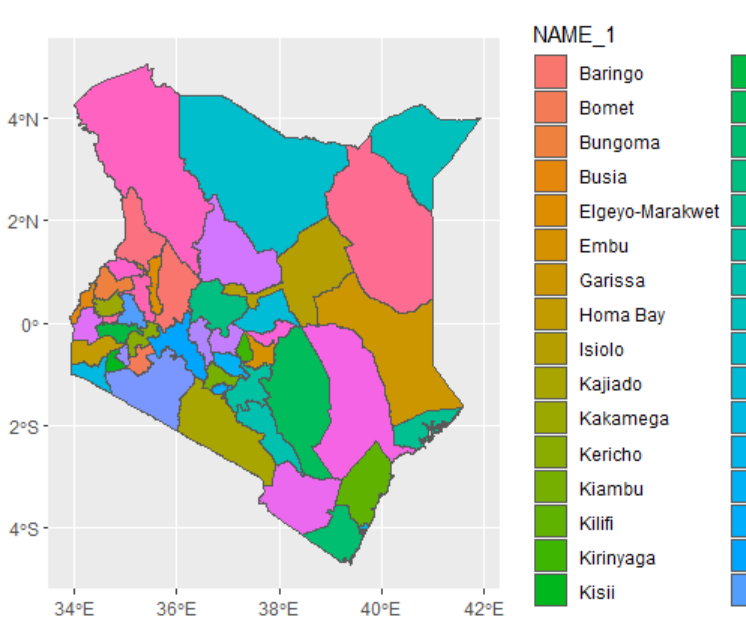 NAME_1
Baringo
Bomet
Bungoma
Busia
Elgeyo-Marakwet
Embu
Garissa
Homa Bay
Isiolo
Kajiado
Kakamega
Kericho
Kiambu
Kilifi
Kirinyaga
Kisii
4°N
2°N
0°
2°S
4°S
34°E 36°E 38°E 40°E 42°E